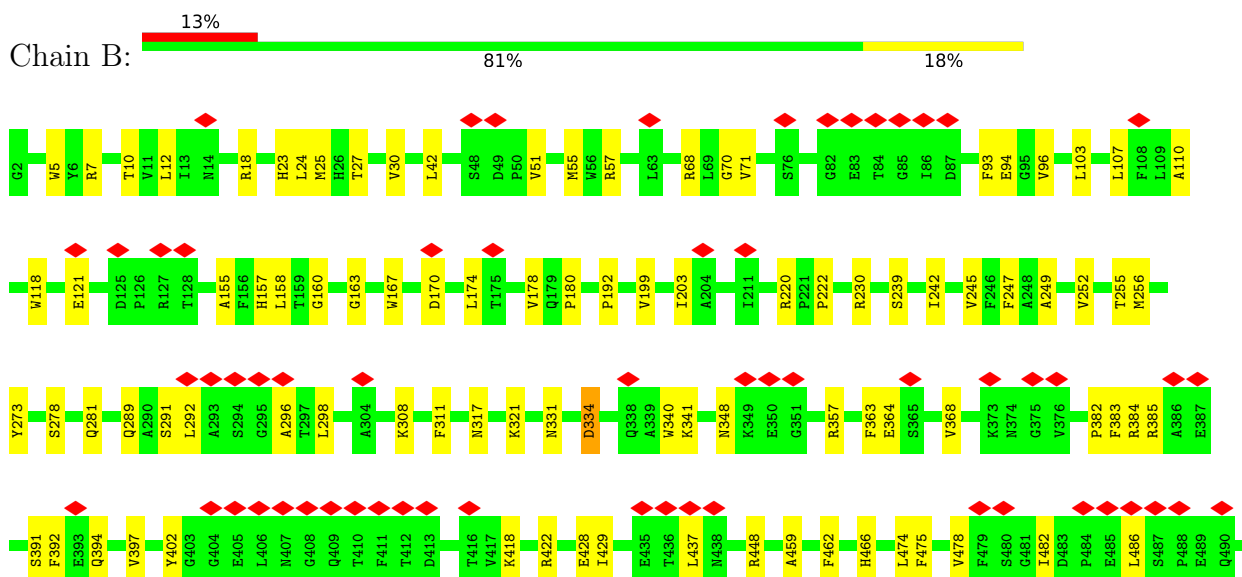 13%
Chain B:
81% 18%
G2 W5 Y6 R7 T10 V11 L12 I13 N14 R18 H23 L24 M25 H26 T27 V30 L42 S48 D49 P50 V51 M55 W56 R57 L63 R68 L69 G70 V71 S76 G82 E83 T84 G85 I86 D87 F93 E94 G95 V96 L103 L107 F108 L109 A110
W118 E121 D125 P126 R127 T128 A155 F156 H157 L158 T159 G160 G163 W167 D170 L174 T175 V178 Q179 P180 P192 V199 I203 A204 I211 R220 P221 P222 R230 S239 I242 V245 F246 F247 A248 A249 V252 T255 M256
Y273 S278 Q281 Q289 A290 S291 L292 A293 S294 G295 A296 T297 L298 A304 K308 F311 N317 K321 N331 D334 Q338 A339 W340 K341 N348 K349 E350 G351 R357 F363 E364 S365 V368 K373 N374 G375 V376 P382 F383 R384 R385 A386 E387
S391 F392 E393 Q394 V397 Y402 G403 G404 E405 L406 N407 G408 Q409 T410 F411 T412 D413 T416 V417 K418 R422 E428 I429 E435 T436 L437 N438 R448 A459 F462 H466 L474 F475 V478 F479 S480 G481 I482 D483 P484 E485 L486 S487 P488 E489 Q490